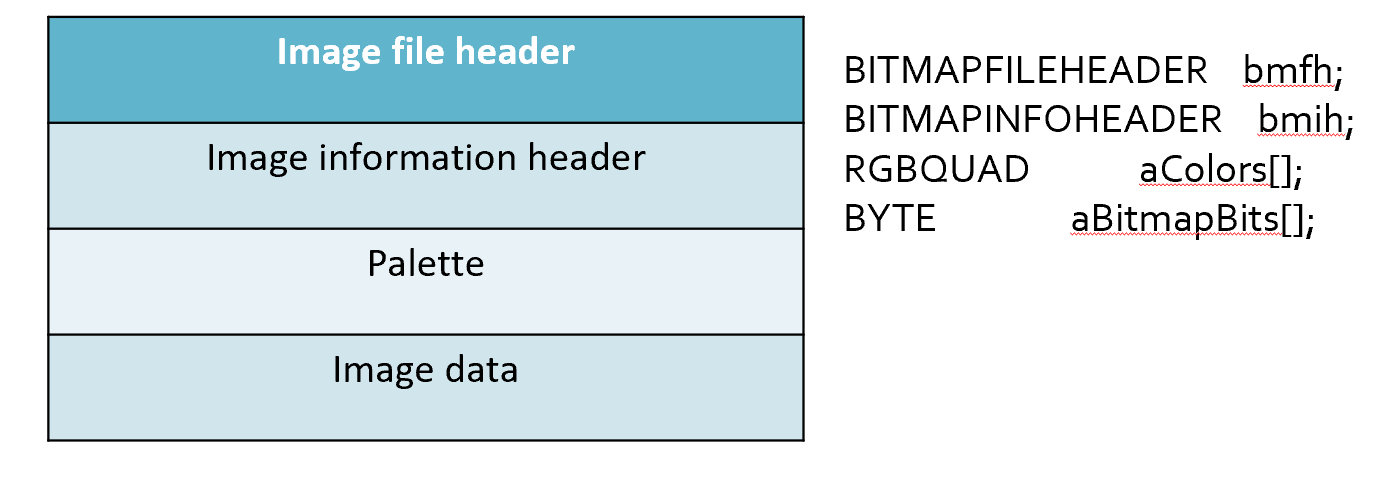 Image file header
Image information header
Palette
Image data
BITMAPFILEHEADER bmfh;
BITMAPINFOHEADER bmih;
RGBQUAD aColors[];
BYTE aBitmapBits[];